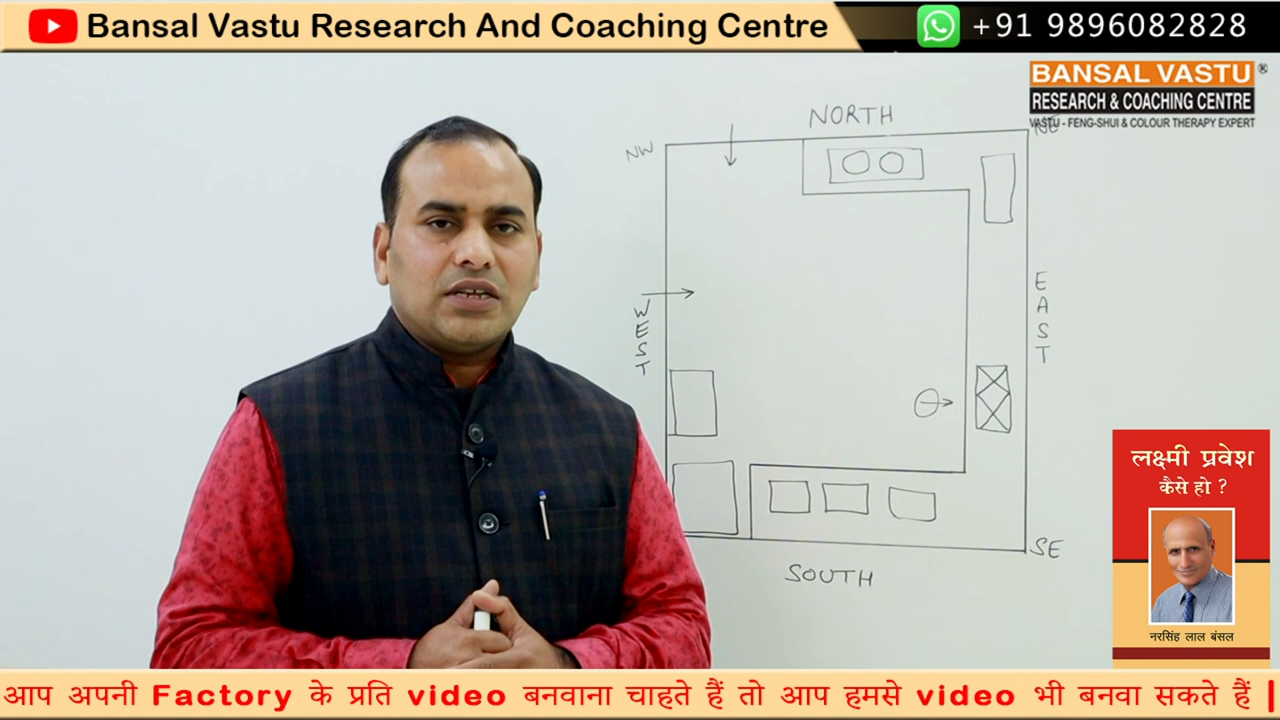 Bansal Vastu Research And Coaching Centre
+91 9896082828
BANSAL VASTU®
RESEARCH & COACHING CENTRE
VASTU - FENG-SHUI & COLOUR THERAPY EXPERT
NORTH
NW
NE
WEST
EAST
SOUTH
SE
लक्ष्मी प्रवेश
कैसे हो ?
नरसिंह लाल बंसल
आप अपनी Factory के प्रति video बनवाना चाहते हैं तो आप हमसे video भी बनवा सकते हैं |